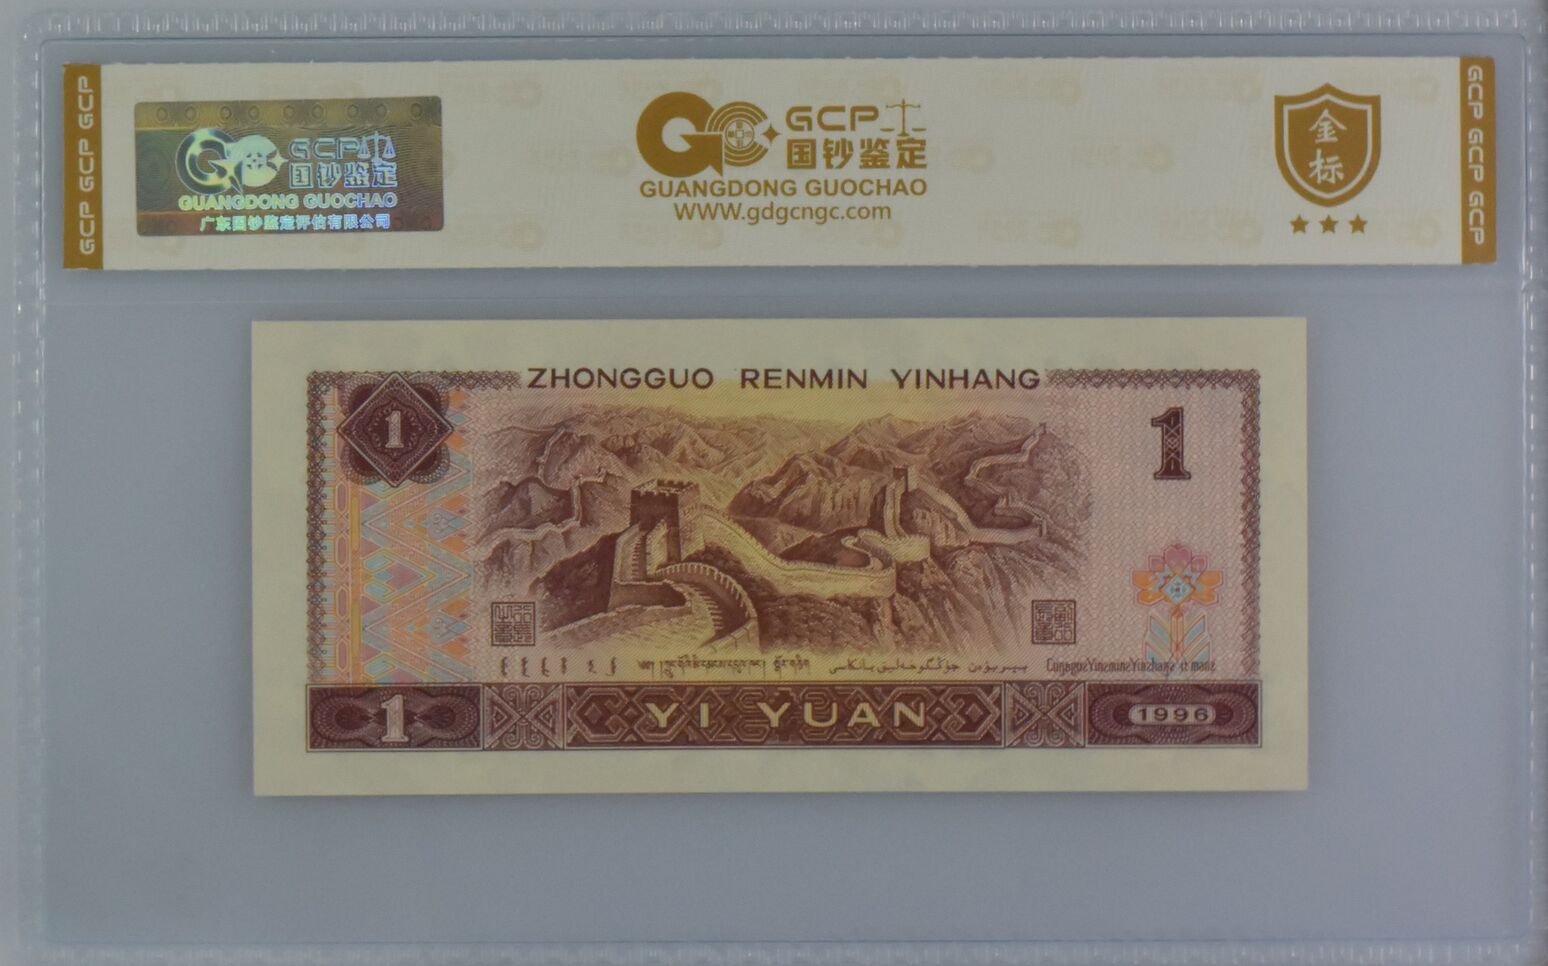 GCP GCP GCP
GCP 国钞鉴定
GUANGDONG GUOCHAO
广东国钞鉴定评估有限公司
GCP
国钞鉴定
GUANGDONG GUOCHAO
WWW.gdgcngc.com
金标
GCP GCP GCP
ZHONGGUO RENMIN YINHANG
1
1
1
YI YUAN
1996